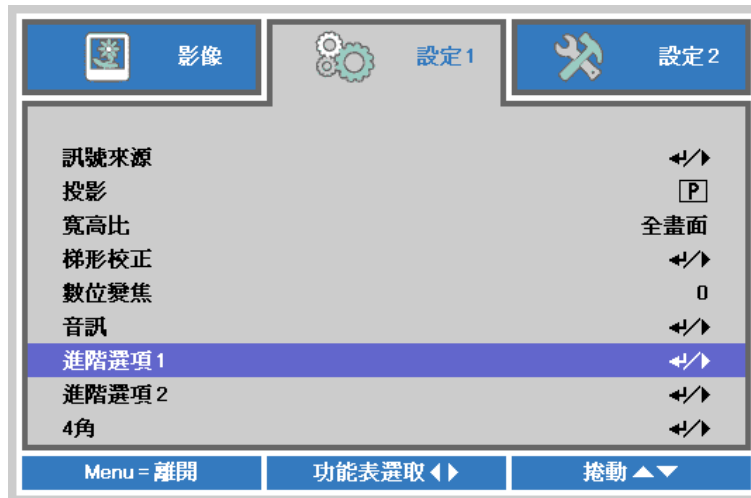 影像
設定1
設定2
訊號來源 ↵/▶
投影 P
寬高比 全畫面
梯形校正 ↵/▶
數位變焦 0
音訊 ↵/▶
進階選項1 ↵/▶
進階選項2 ↵/▶
4角 ↵/▶
Menu = 離開
功能表選取 ◀▶
捲動 ▲▼